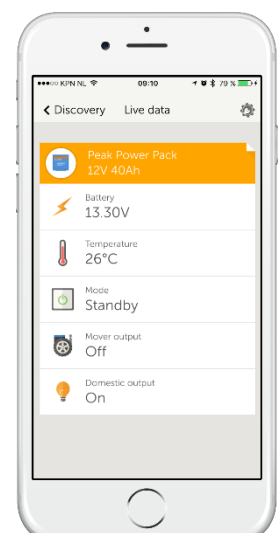 KPN NL 09:10 79 %
Discovery Live data
Peak Power Pack
12V 40Ah
Battery
13.30V
Temperature
26°C
Mode
Standby
Mover output
Off
Domestic output
On